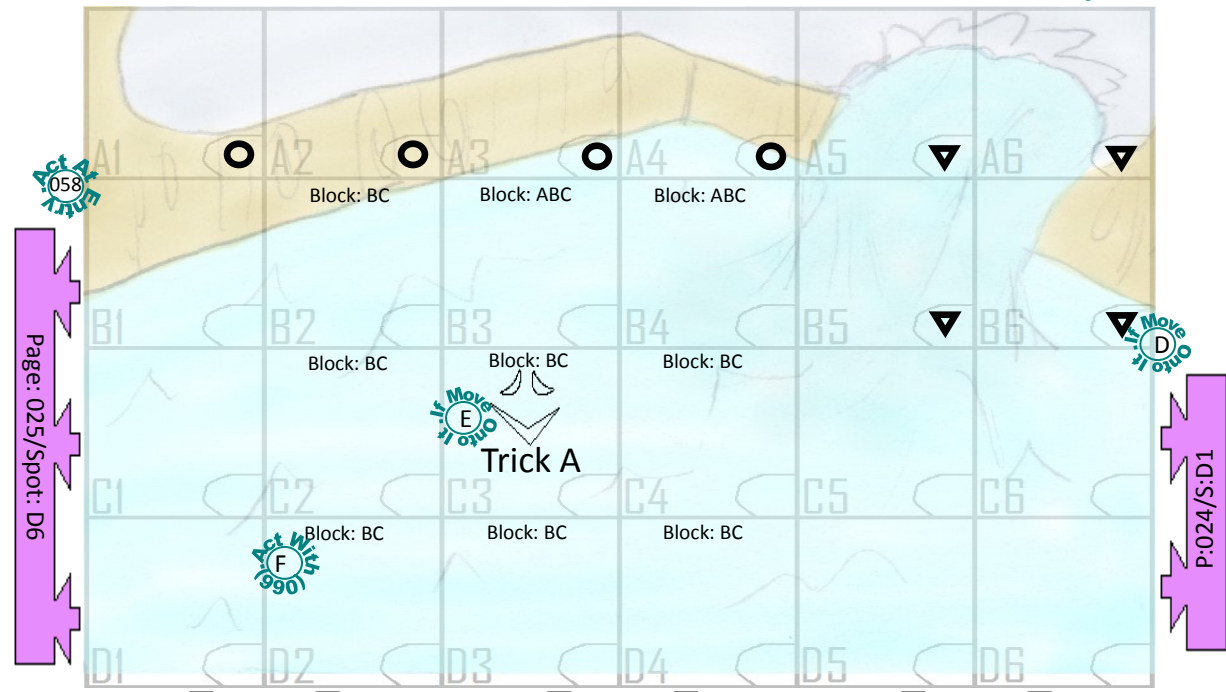 A1 A2 A3 A4 A5 A6
Act At Entry
058
Block: BC Block: ABC Block: ABC
B1 B2 B3 B4 B5 B6
If Move Onto It
D
Block: BC Block: BC Block: BC
If Move Onto It
E
Trick A
C1 C2 C3 C4 C5 C6
Block: BC Block: BC Block: BC
Act With (066)
F
D1 D2 D3 D4 D5 D6
Page: 025/Spot: D6
P:024/S:D1